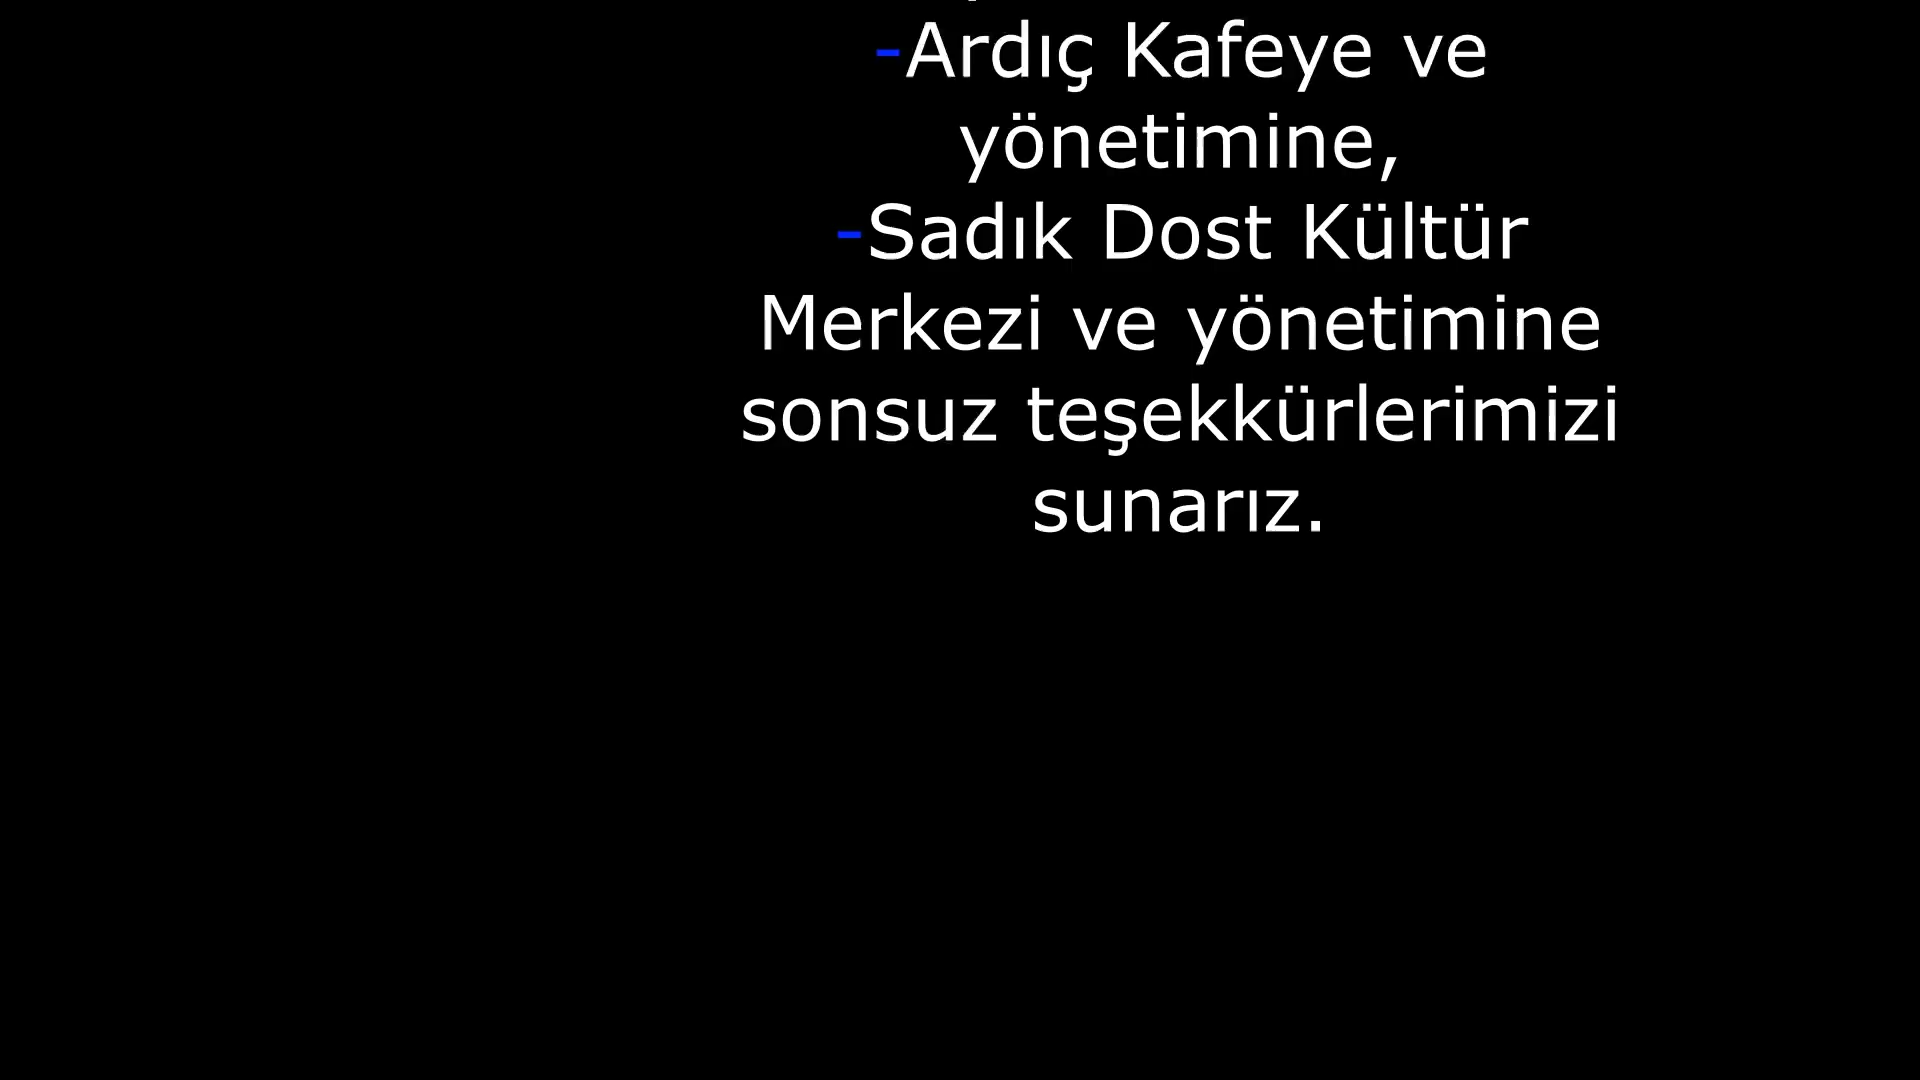 -Ardıç Kafeye ve
yönetimine,
-Sadık Dost Kültür
Merkezi ve yönetimine
sonsuz teşekkürlerimizi
sunarız.